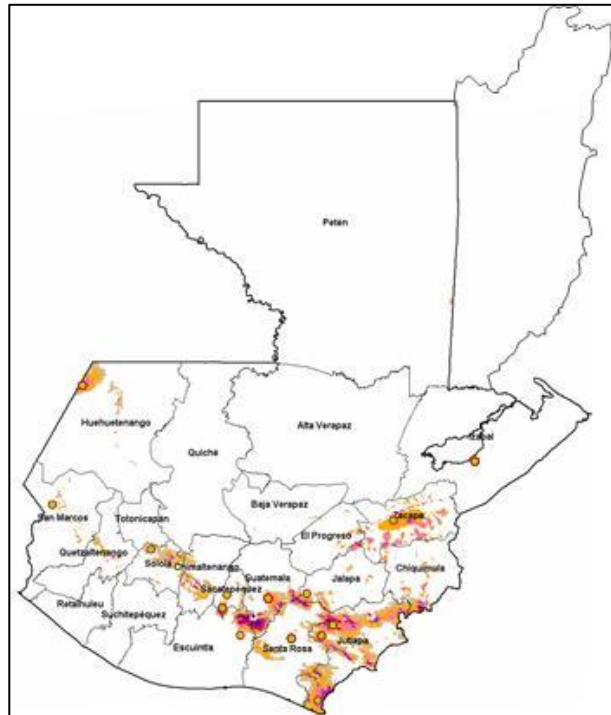 Petén
Huehuetenango
Quiché
Alta Verapaz
Izabal
San Marcos
Totonicapán
Baja Verapaz
Zacapa
El Progreso
Quetzaltenango
Sololá
Chimaltenango
Guatemala
Jalapa
Chiquimula
Sacatepéquez
Retalhuleu
Suchitepéquez
Escuintla
Santa Rosa
Jutiapa